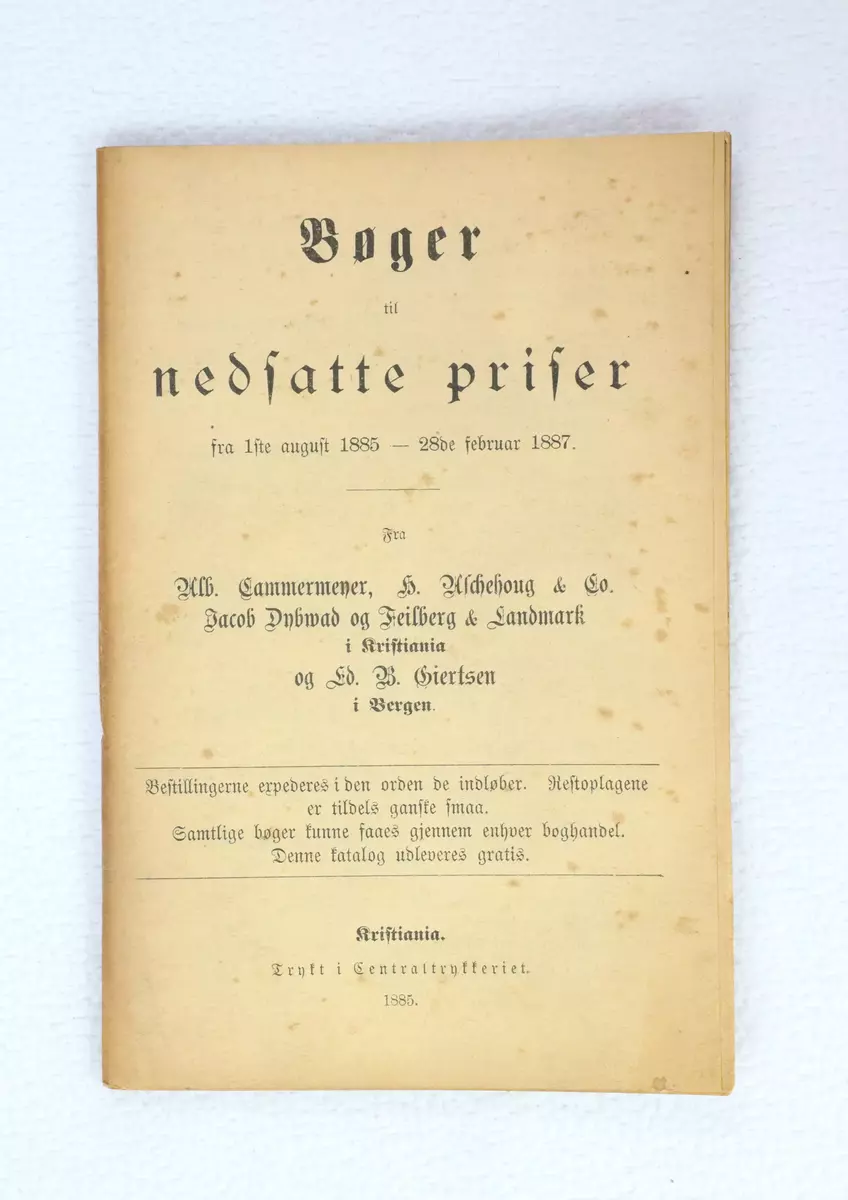 Bøger
til
nedsatte priser
fra 1ste august 1885 — 28de februar 1887.
Fra
Alb. Cammermeyer, H. Aschehoug & Co.
Jacob Dybwad og Feilberg & Landmark
i Kristiania
og Ed. B. Giertsen
i Bergen.
Bestillingerne expederes i den orden de indløber. Restoplagene
er tildels ganske smaa.
Samtlige bøger kunne faaes gjennem enhver boghandel.
Denne katalog udleveres gratis.
Kristiania.
Trykt i Centraltrykkeriet.
1885.